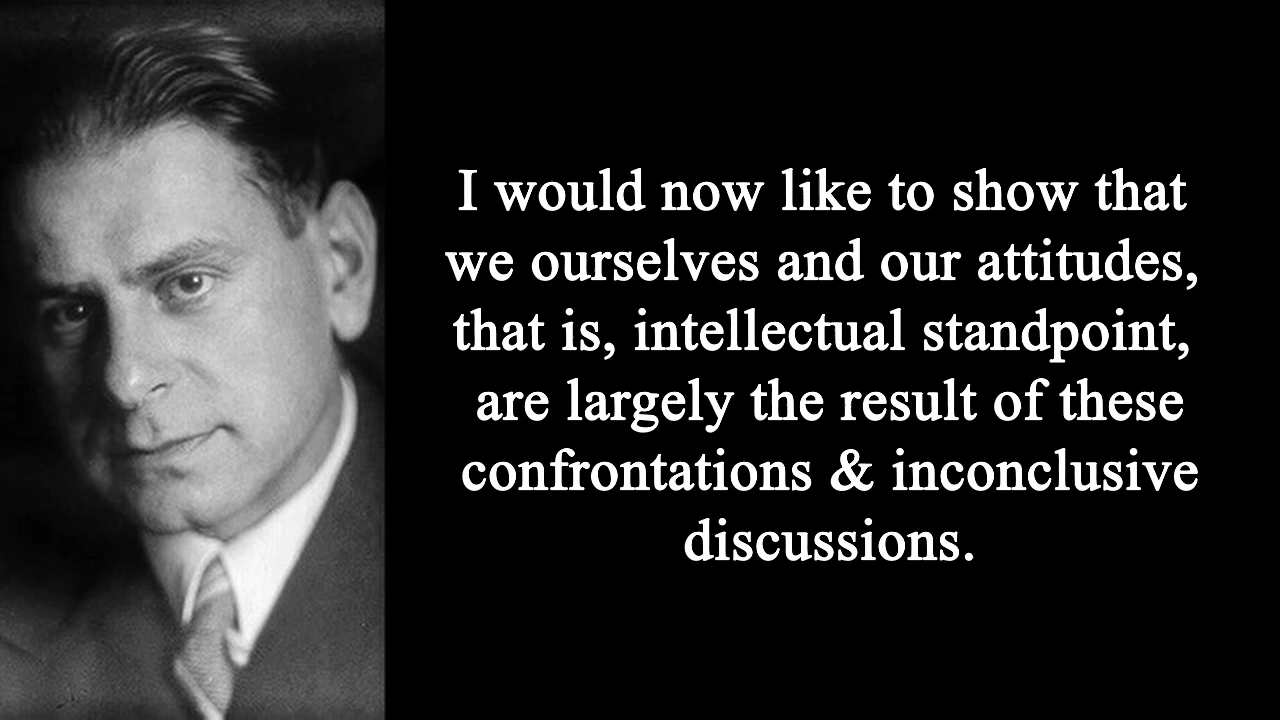 I would now like to show that
we ourselves and our attitudes,
that is, intellectual standpoint,
are largely the result of these
confrontations & inconclusive
discussions.